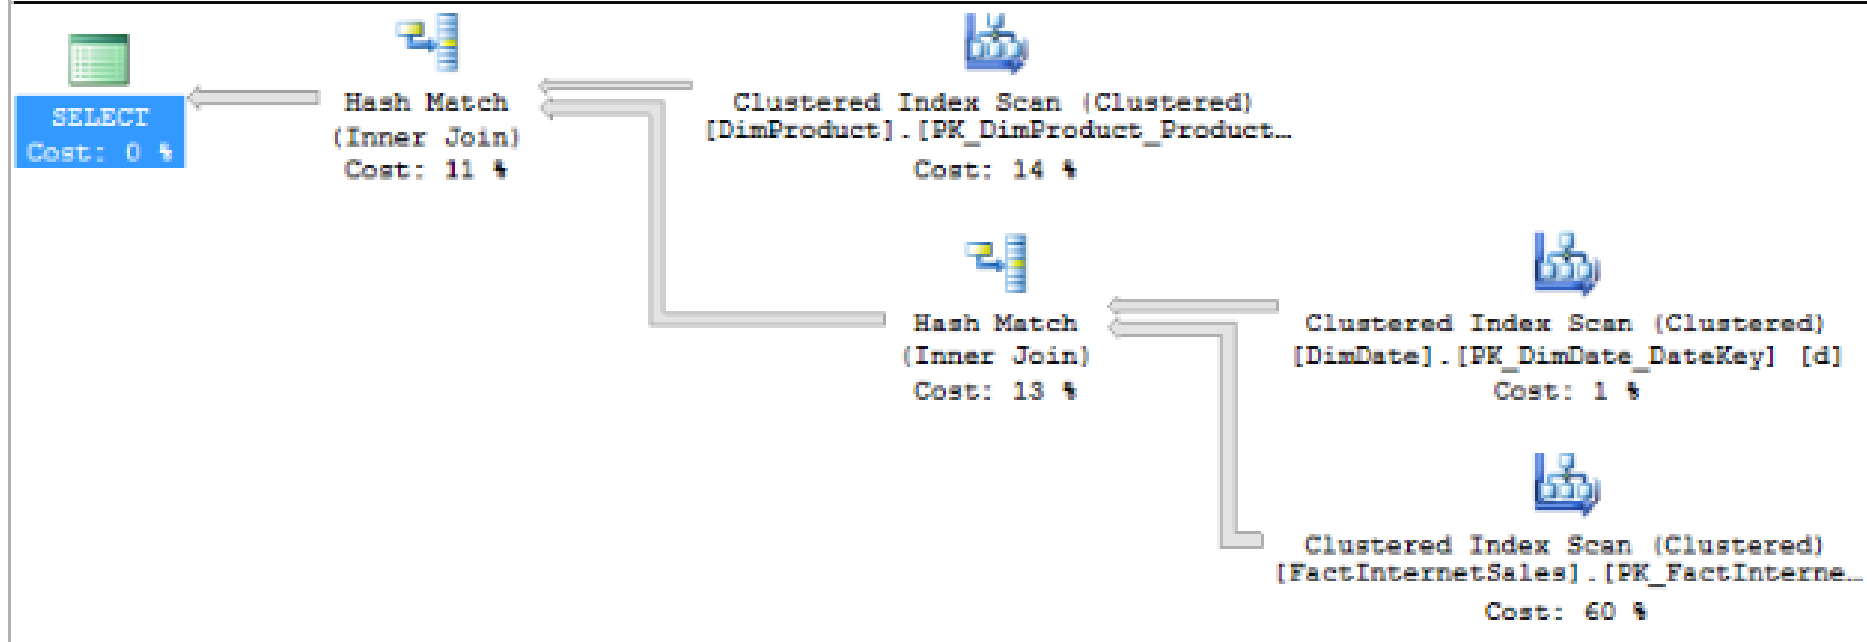 SELECT
Cost: 0 %
Hash Match
(Inner Join)
Cost: 11 %
Clustered Index Scan (Clustered)
[DimProduct].[PK_DimProduct_Product…
Cost: 14 %
Hash Match
(Inner Join)
Cost: 13 %
Clustered Index Scan (Clustered)
[DimDate].[PK_DimDate_DateKey] [d]
Cost: 1 %
Clustered Index Scan (Clustered)
[FactInternetSales].[PK_FactInterne…
Cost: 60 %